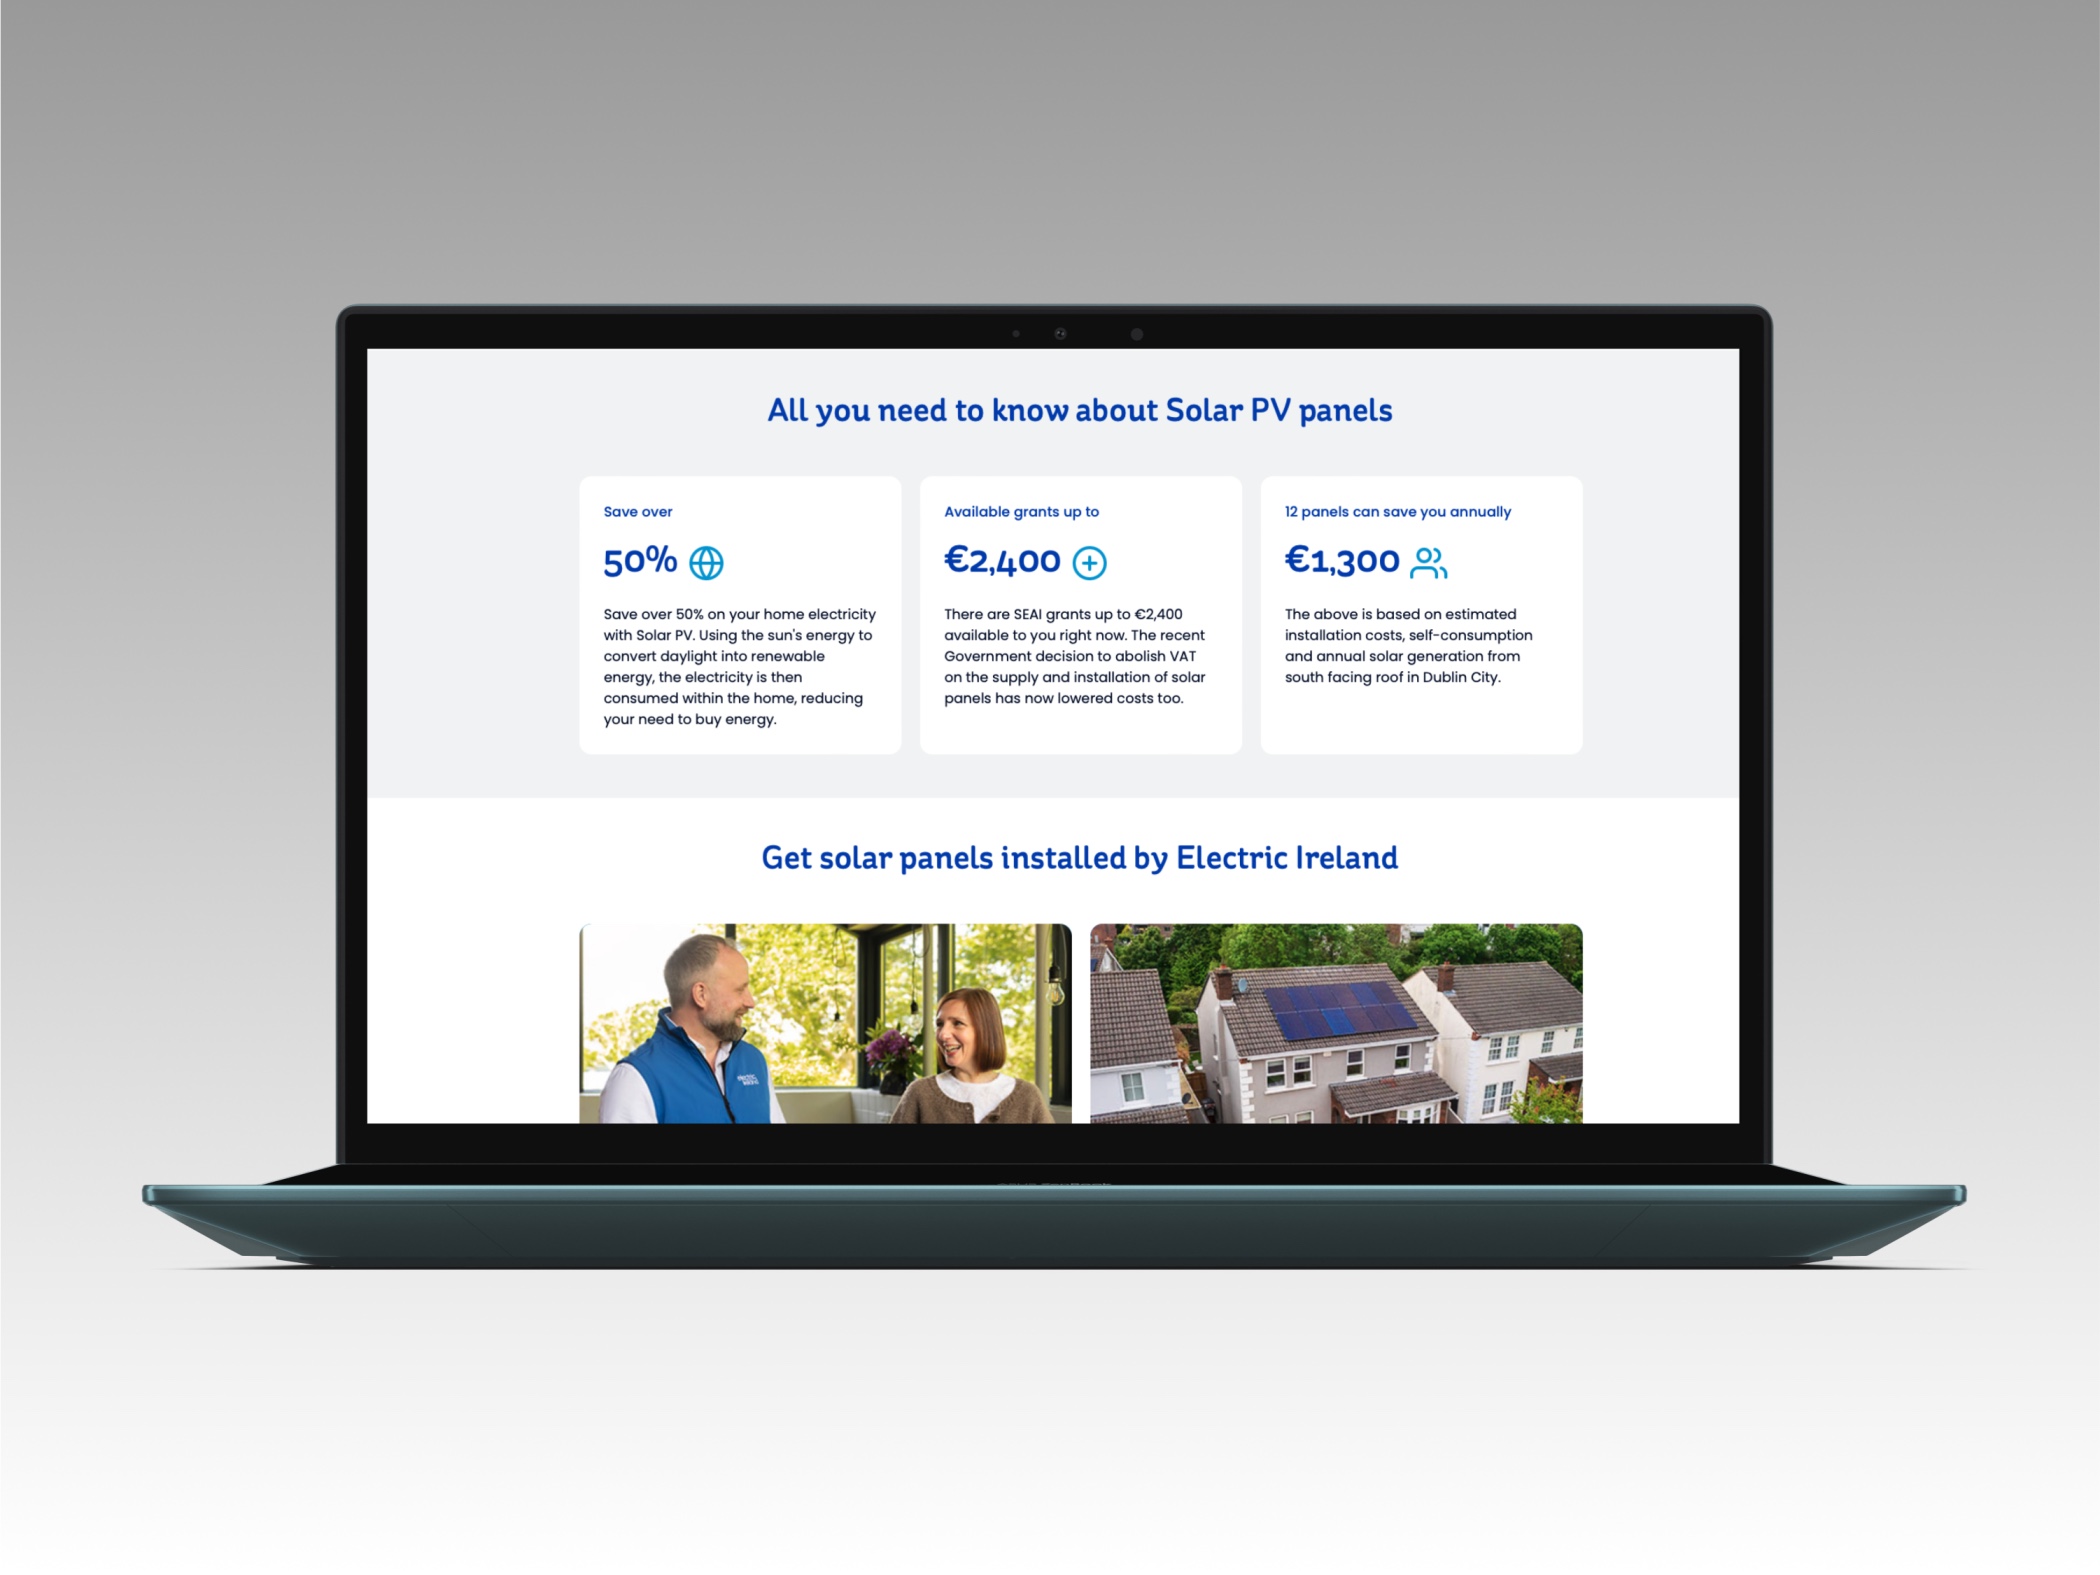 All you need to know about Solar PV panels
Save over
50%
Save over 50% on your home electricity
with Solar PV. Using the sun's energy to
convert daylight into renewable
energy, the electricity is then
consumed within the home, reducing
your need to buy energy.
Available grants up to
€2,400
There are SEAI grants up to €2,400
available to you right now. The recent
Government decision to abolish VAT
on the supply and installation of solar
panels has now lowered costs too.
12 panels can save you annually
€1,300
The above is based on estimated
installation costs, self-consumption
and annual solar generation from
south facing roof in Dublin City.
Get solar panels installed by Electric Ireland
electric
ireland